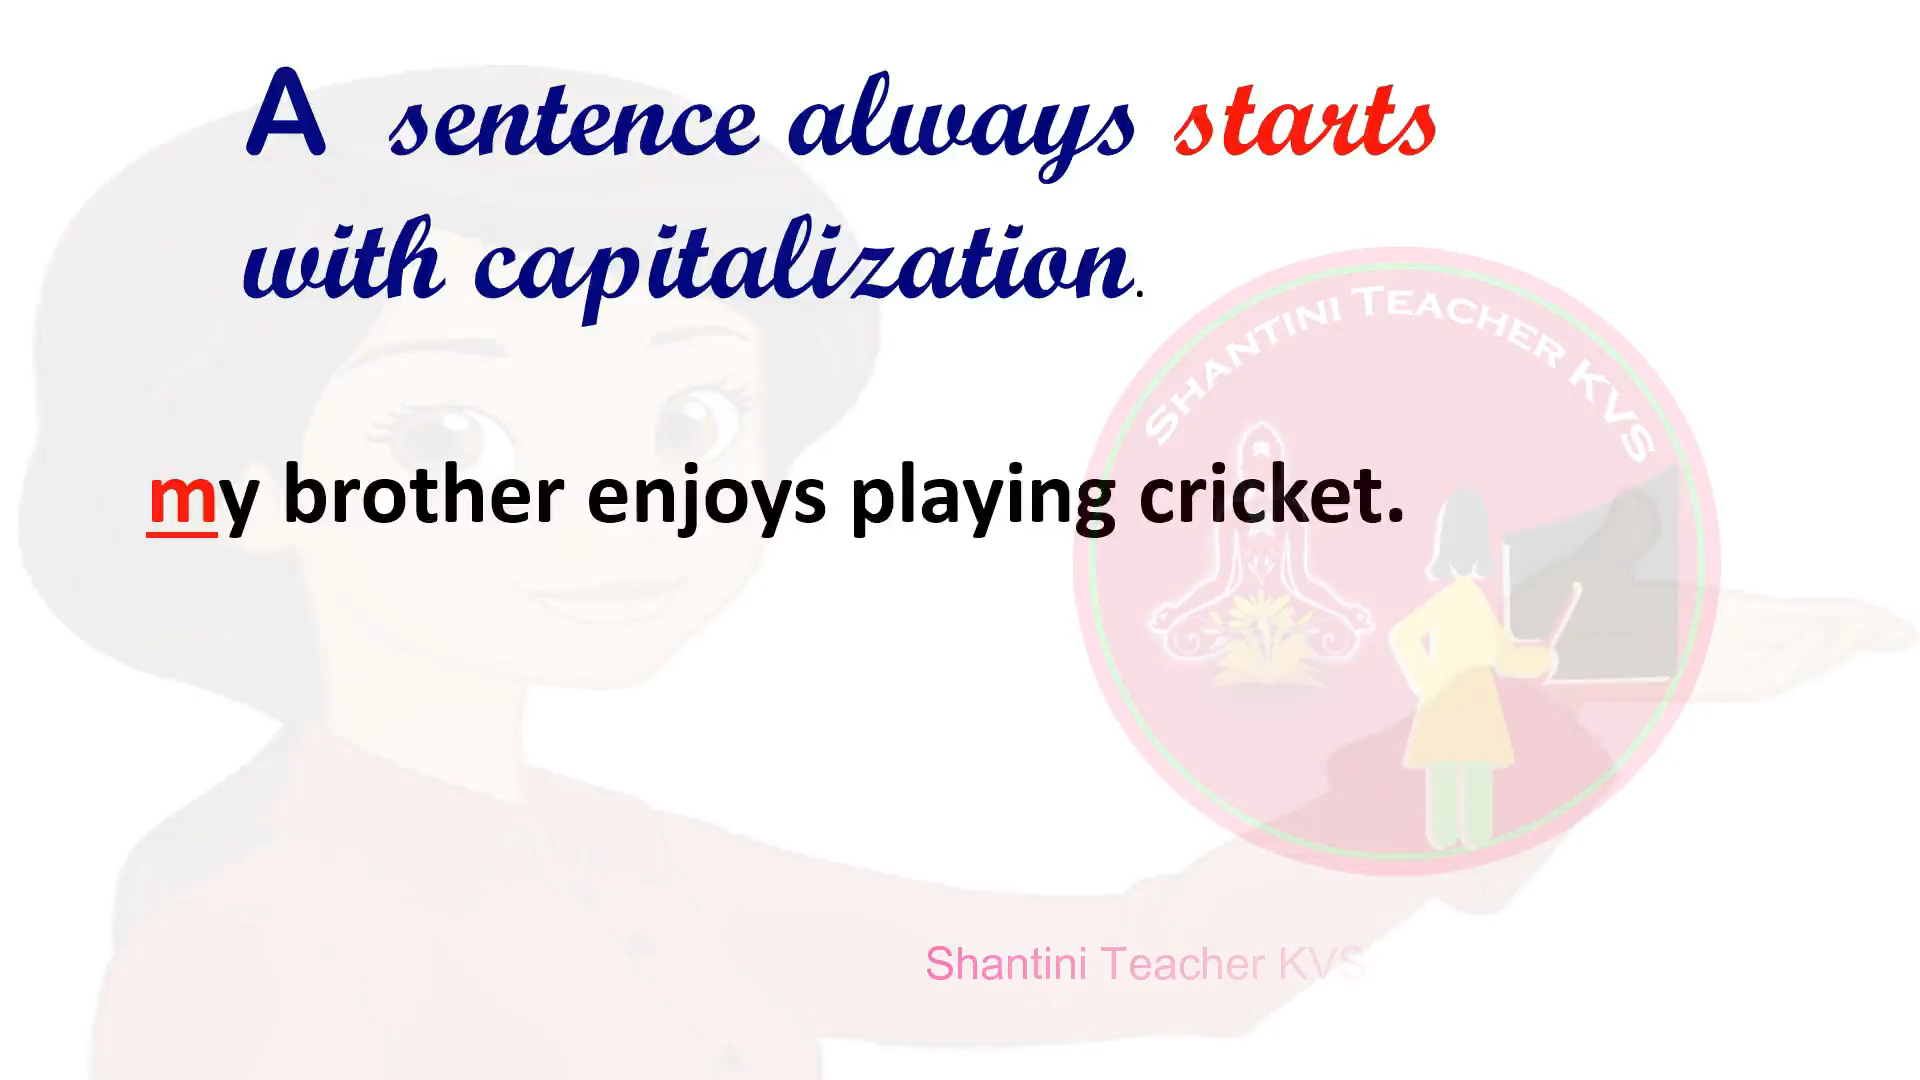 A sentence always starts
with capitalization.
SHANTINI TEACHER KVS
my brother enjoys playing cricket.
Shantini Teacher KVS